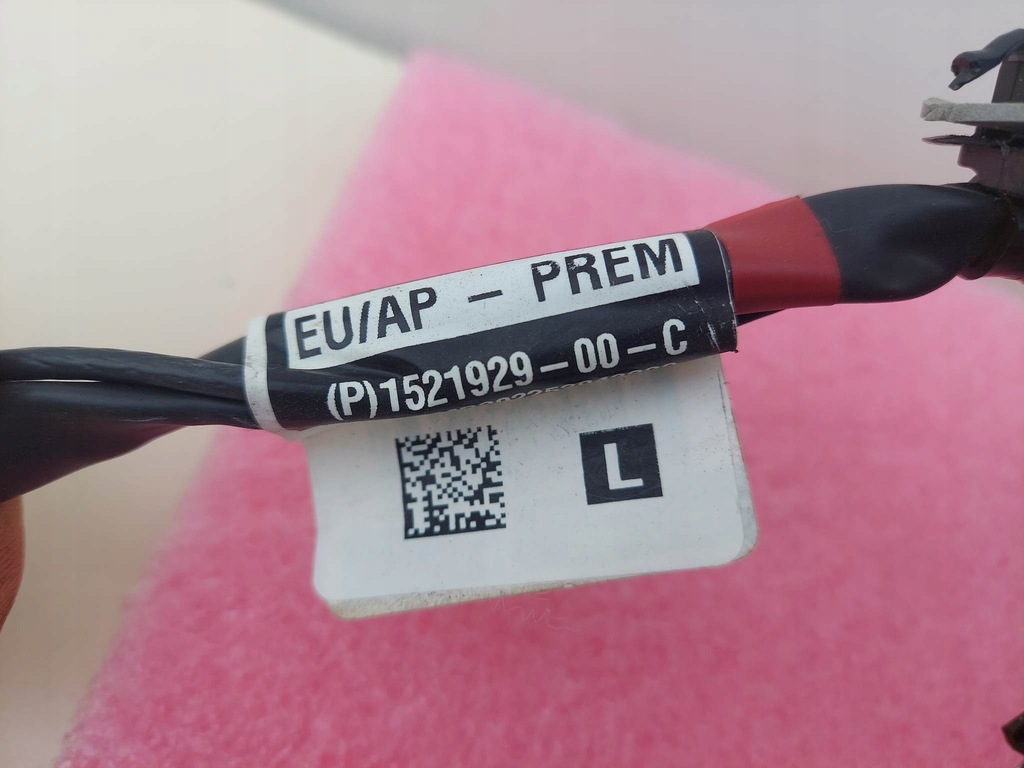 EU/AP - PREM
(P)1521929-00-C
L